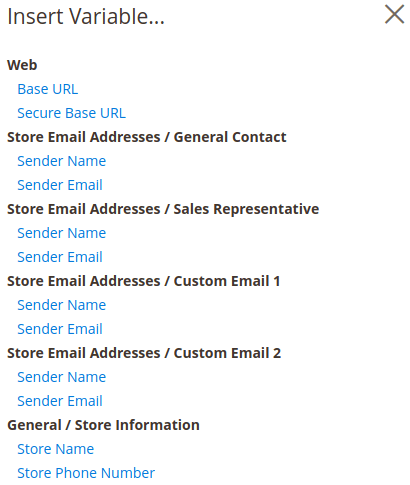 Insert Variable...
Web
Base URL
Secure Base URL
Store Email Addresses / General Contact
Sender Name
Sender Email
Store Email Addresses / Sales Representative
Sender Name
Sender Email
Store Email Addresses / Custom Email 1
Sender Name
Sender Email
Store Email Addresses / Custom Email 2
Sender Name
Sender Email
General / Store Information
Store Name
Store Phone Number